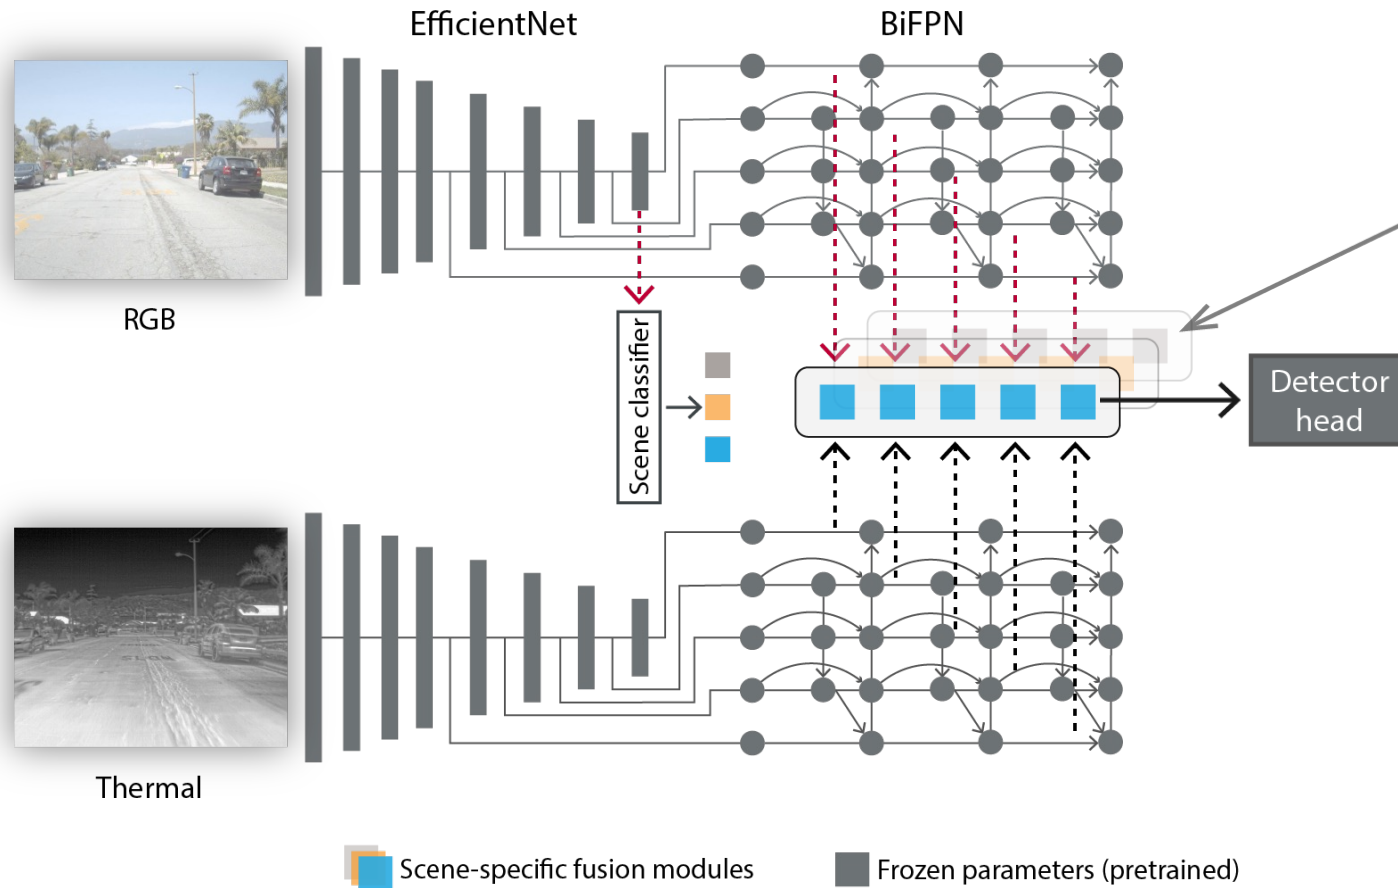 EfficientNet
BiFPN
RGB
Scene classifier
Detector
head
Thermal
Scene-specific fusion modules
Frozen parameters (pretrained)